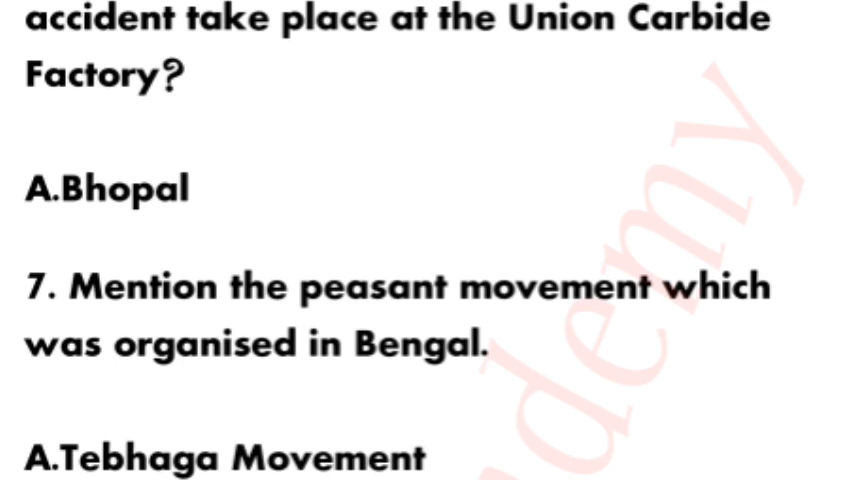 accident take place at the Union Carbide
Factory?
A.Bhopal
7. Mention the peasant movement which
was organised in Bengal.
A.Tebhaga Movement